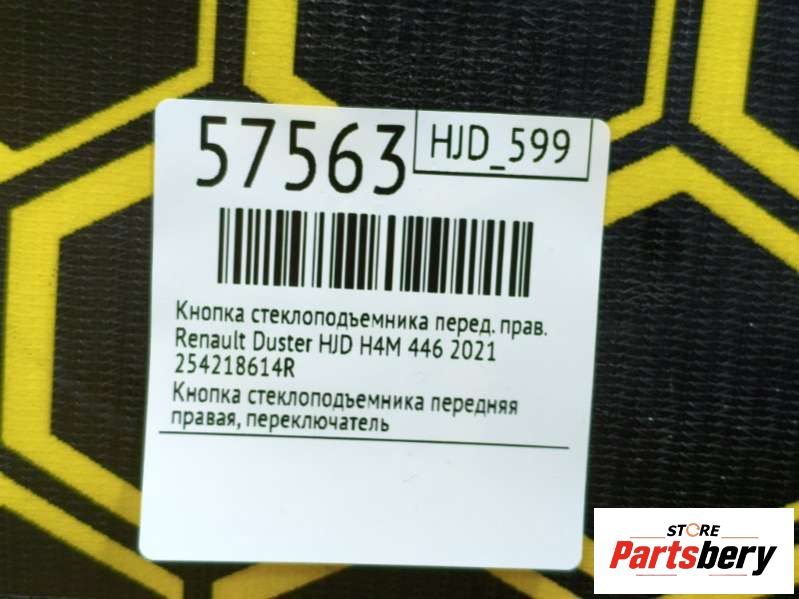 57563
HJD_599
Кнопка стеклоподъемника перед. прав.
Renault Duster HJD H4M 446 2021
254218614R
Кнопка стеклоподъемника передняя
правая, переключатель
STORE
Partsbery